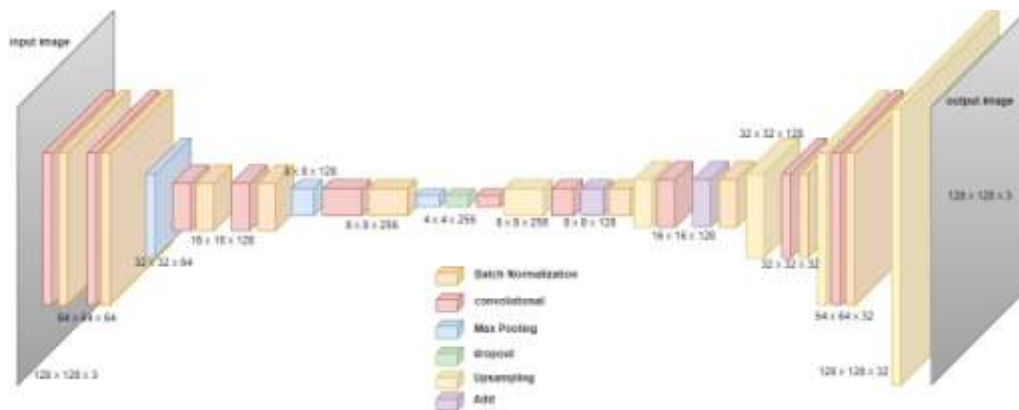 input image
128 x 128 x 3
64 x 64 x 64
32 x 32 x 64
16 x 16 x 128
8 x 8 x 128
8 x 8 x 256
4 x 4 x 256
8 x 8 x 256
8 x 8 x 128
16 x 16 x 128
32 x 32 x 128
32 x 32 x 32
64 x 64 x 32
128 x 128 x 32
output image
128 x 128 x 3
Batch Normalization
convolutional
Max Pooling
dropout
Upsampling
Add